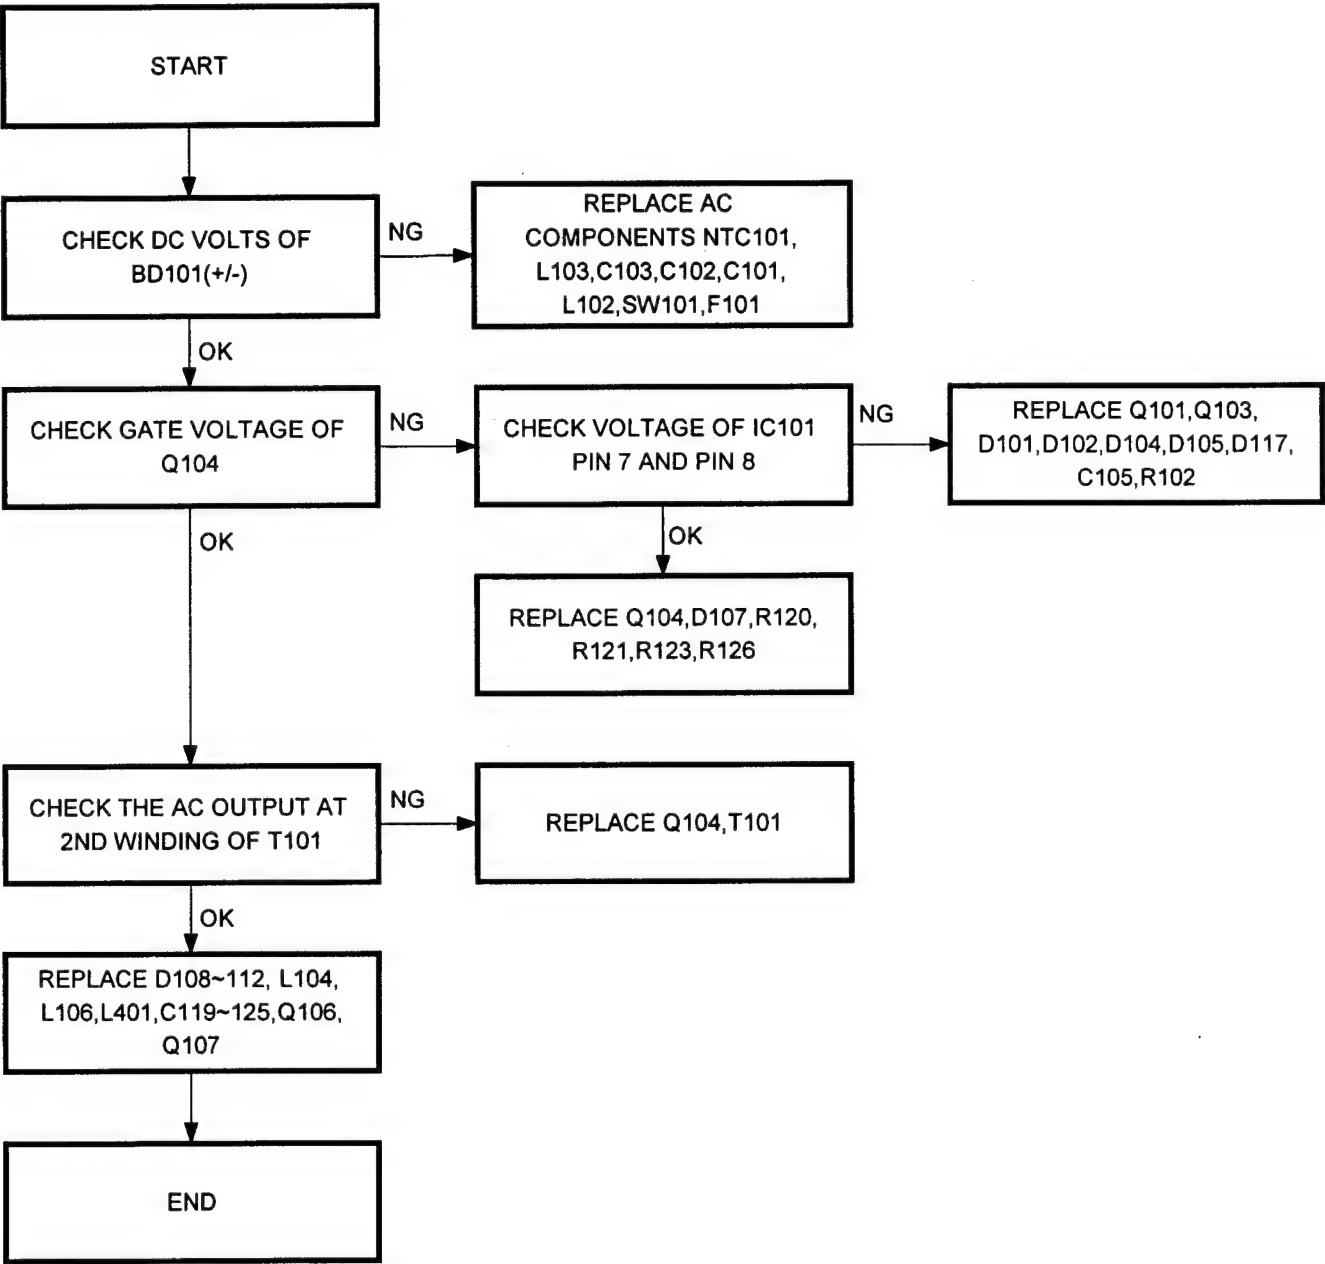 START
CHECK DC VOLTS OF
BD101(+/-)
NG
REPLACE AC
COMPONENTS NTC101,
L103,C103,C102,C101,
L102,SW101,F101
OK
CHECK GATE VOLTAGE OF
Q104
NG
CHECK VOLTAGE OF IC101
PIN 7 AND PIN 8
NG
REPLACE Q101,Q103,
D101,D102,D104,D105,D117,
C105,R102
OK
OK
REPLACE Q104,D107,R120,
R121,R123,R126
CHECK THE AC OUTPUT AT
2ND WINDING OF T101
NG
REPLACE Q104,T101
OK
REPLACE D108~112, L104,
L106,L401,C119~125,Q106,
Q107
END